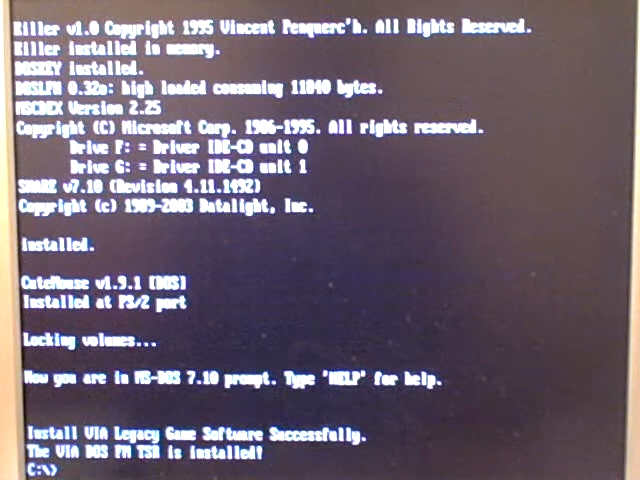 Killer v1.0 Copyright 1995 Vincent Penquerc'h. All Rights Reserved.
Killer installed in memory.
DOSKEY installed.
DOSLFN 0.32o: high loaded consuming 11840 bytes.
MSCDEX Version 2.25
Copyright (C) Microsoft Corp. 1986-1995. All rights reserved.
Drive F: = Driver IDE-CD unit 0
Drive G: = Driver IDE-CD unit 1
SHARE v7.10 (Revision 4.11.1492)
Copyright (c) 1989-2003 Datalight, Inc.
installed.
CuteMouse v1.9.1 [DOS]
Installed at PS/2 port
Locking volumes...
Now you are in MS-DOS 7.10 prompt. Type 'HELP' for help.
Install VIA Legacy Game Software Successfully.
The VIA DOS FM TSR is installed!
C:\>